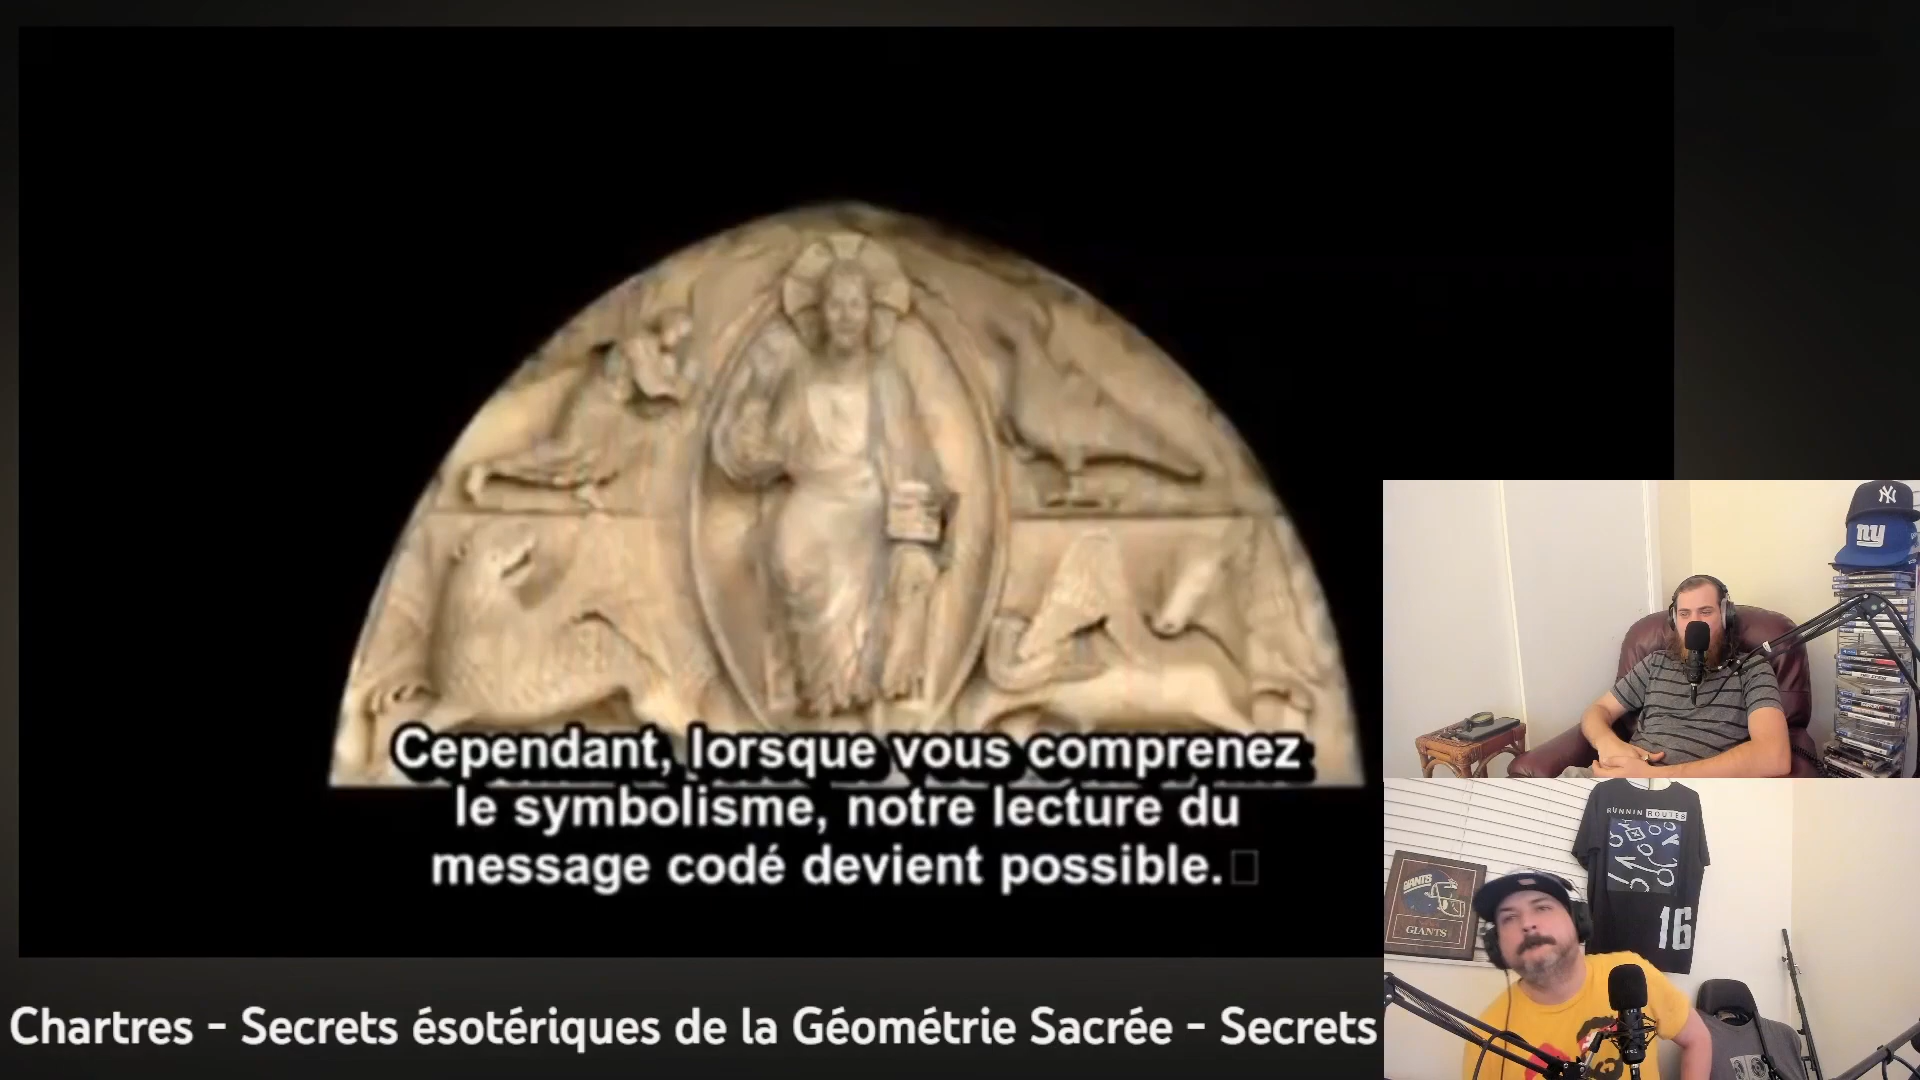 Cependant, lorsque vous comprenez
le symbolisme, notre lecture du
message codé devient possible.
Chartres - Secrets ésotériques de la Géométrie Sacrée - Secrets
NY
ny
RUNNIN ROUTES
16
GIANTS
GIANTS